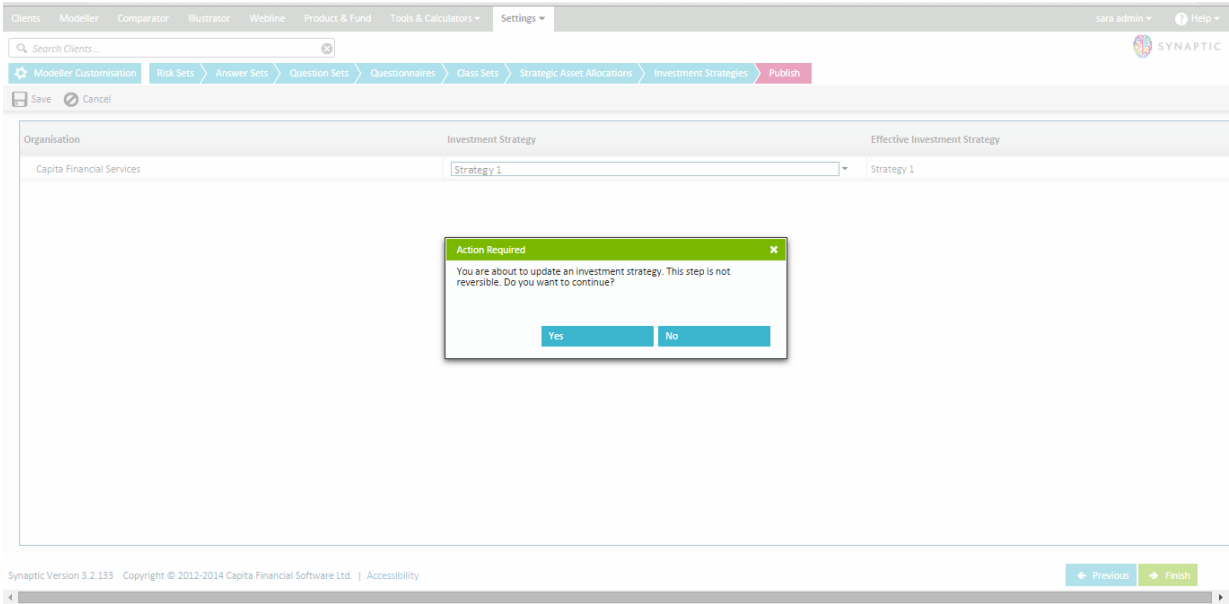 Clients Modeller Comparator Illustrator Webline Product & Fund Tools & Calculators Settings sara admin Help
Search Clients... SYNAPTIC
Modeller Customisation Risk Sets Answer Sets Question Sets Questionnaires Class Sets Strategic Asset Allocations Investment Strategies Publish
Save Cancel
Organisation Investment Strategy Effective Investment Strategy
Capita Financial Services Strategy 1 Strategy 1
Action Required
You are about to update an investment strategy. This step is not
reversible. Do you want to continue?
Yes No
Synaptic Version 3.2.133 Copyright © 2012-2014 Capita Financial Software Ltd. | Accessibility Previous Finish